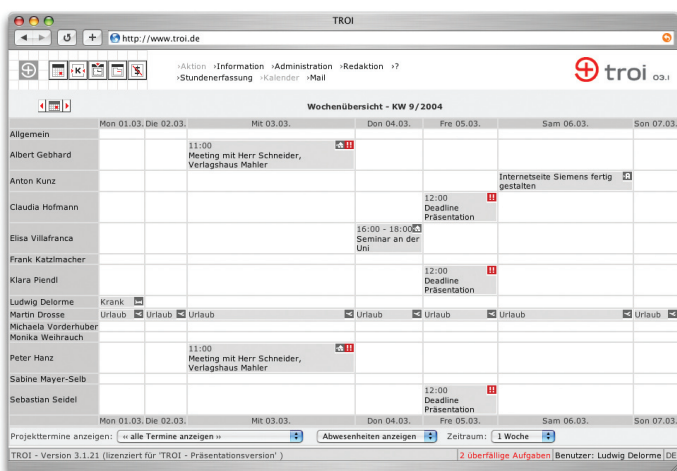 TROI
http://www.troi.de
›Aktion ›Information ›Administration ›Redaktion ›?
›Stundenerfassung ›Kalender ›Mail
troi 03.1
Wochenübersicht - KW 9/2004
Mon 01.03. Die 02.03. Mit 03.03. Don 04.03. Fre 05.03. Sam 06.03. Son 07.03.
Allgemein
Albert Gebhard
11:00 !!
Meeting mit Herr Schneider,
Verlagshaus Mahler
Anton Kunz
Internetseite Siemens fertig
gestalten
Claudia Hofmann
12:00 !!
Deadline
Präsentation
Elisa Villafranca
16:00 - 18:00
Seminar an der
Uni
Frank Katzlmacher
Klara Piendl
12:00 !!
Deadline
Präsentation
Ludwig Delorme Krank
Martin Drosse Urlaub Urlaub Urlaub Urlaub Urlaub Urlaub Urlaub
Michaela Vorderhuber
Monika Weihrauch
Peter Hanz
11:00 !!
Meeting mit Herr Schneider,
Verlagshaus Mahler
Sabine Mayer-Selb
Sebastian Seidel
12:00 !!
Deadline
Präsentation
Mon 01.03. Die 02.03. Mit 03.03. Don 04.03. Fre 05.03. Sam 06.03. Son 07.03.
Projekttermine anzeigen: ‹‹ alle Termine anzeigen ›› Abwesenheiten anzeigen Zeitraum: 1 Woche
TROI - Version 3.1.21 (lizenziert für 'TROI - Präsentationsversion' ) 2 überfällige Aufgaben Benutzer: Ludwig Delorme DE